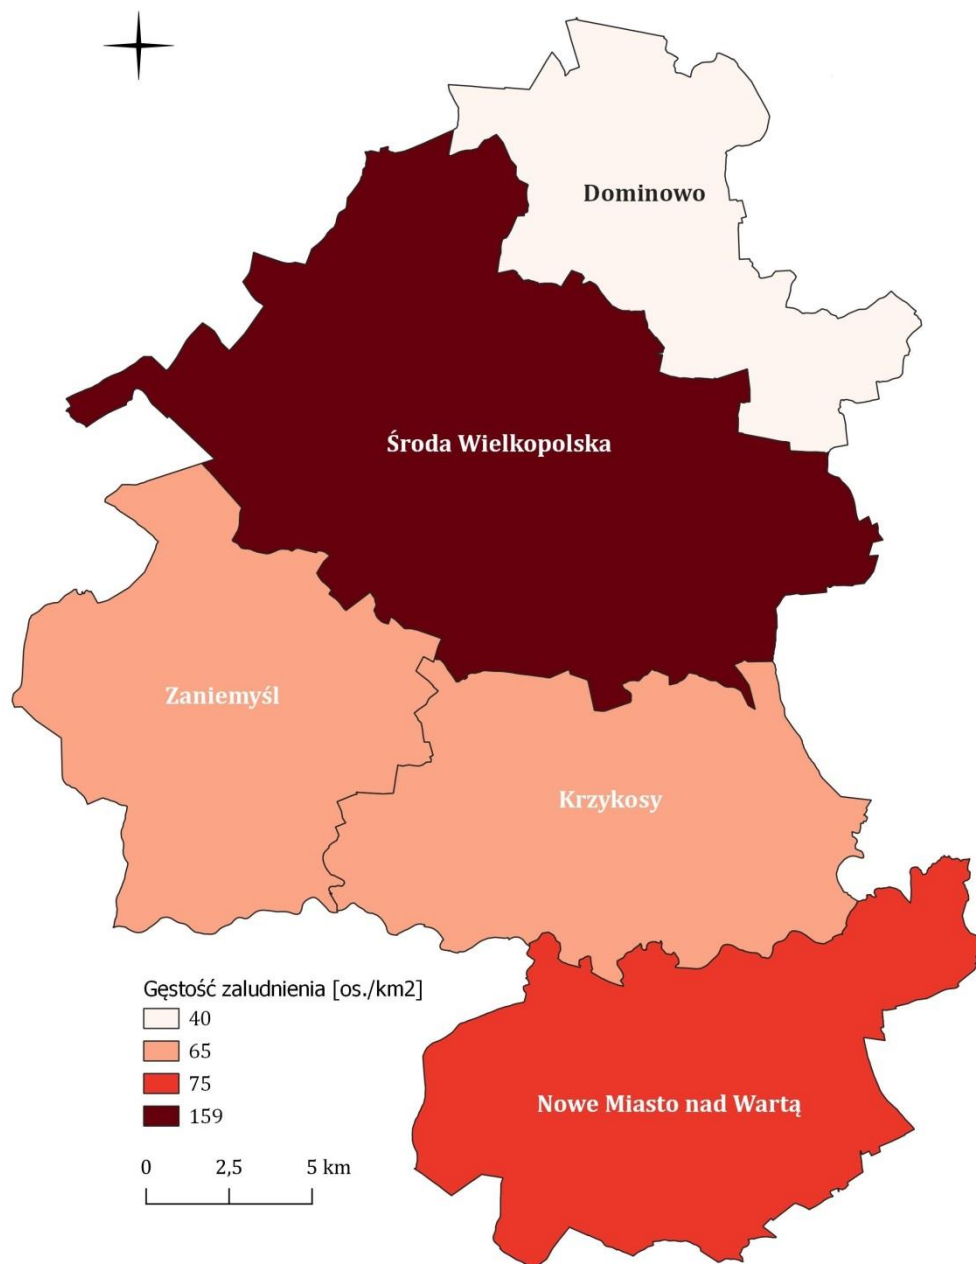 Dominowo
Środa Wielkopolska
Zaniemyśl
Krzykosy
Gęstość zaludnienia [os./km2]
40
65
75
159
Nowe Miasto nad Wartą
0 2,5 5 km